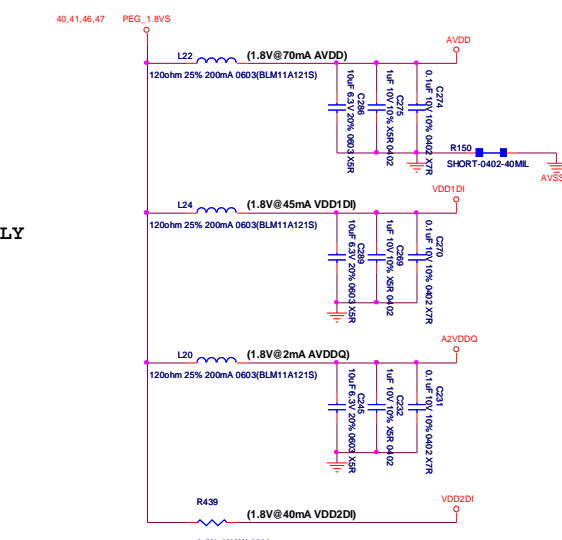 40,41,46,47 PEG_1.8VS
AVDD
L22 (1.8V@70mA AVDD)
120ohm 25% 200mA 0603(BLM11A121S)
C286
10uF 6.3V 20% 0603 X5R
C275
1uF 10V 10% X5R 0402
C274
0.1uF 10V 10% 0402 X7R
R150
SHORT-0402-40MIL
AVSS
VDD1DI
L24 (1.8V@45mA VDD1DI)
120ohm 25% 200mA 0603(BLM11A121S)
LY
C289
10uF 6.3V 20% 0603 X5R
C269
1uF 10V 10% X5R 0402
C270
0.1uF 10V 10% 0402 X7R
A2VDDQ
L20 (1.8V@2mA AVDDQ)
120ohm 25% 200mA 0603(BLM11A121S)
C245
10uF 6.3V 20% 0603 X5R
C232
1uF 10V 10% X5R 0402
C231
0.1uF 10V 10% 0402 X7R
R439
VDD2DI
(1.8V@40mA VDD2DI)